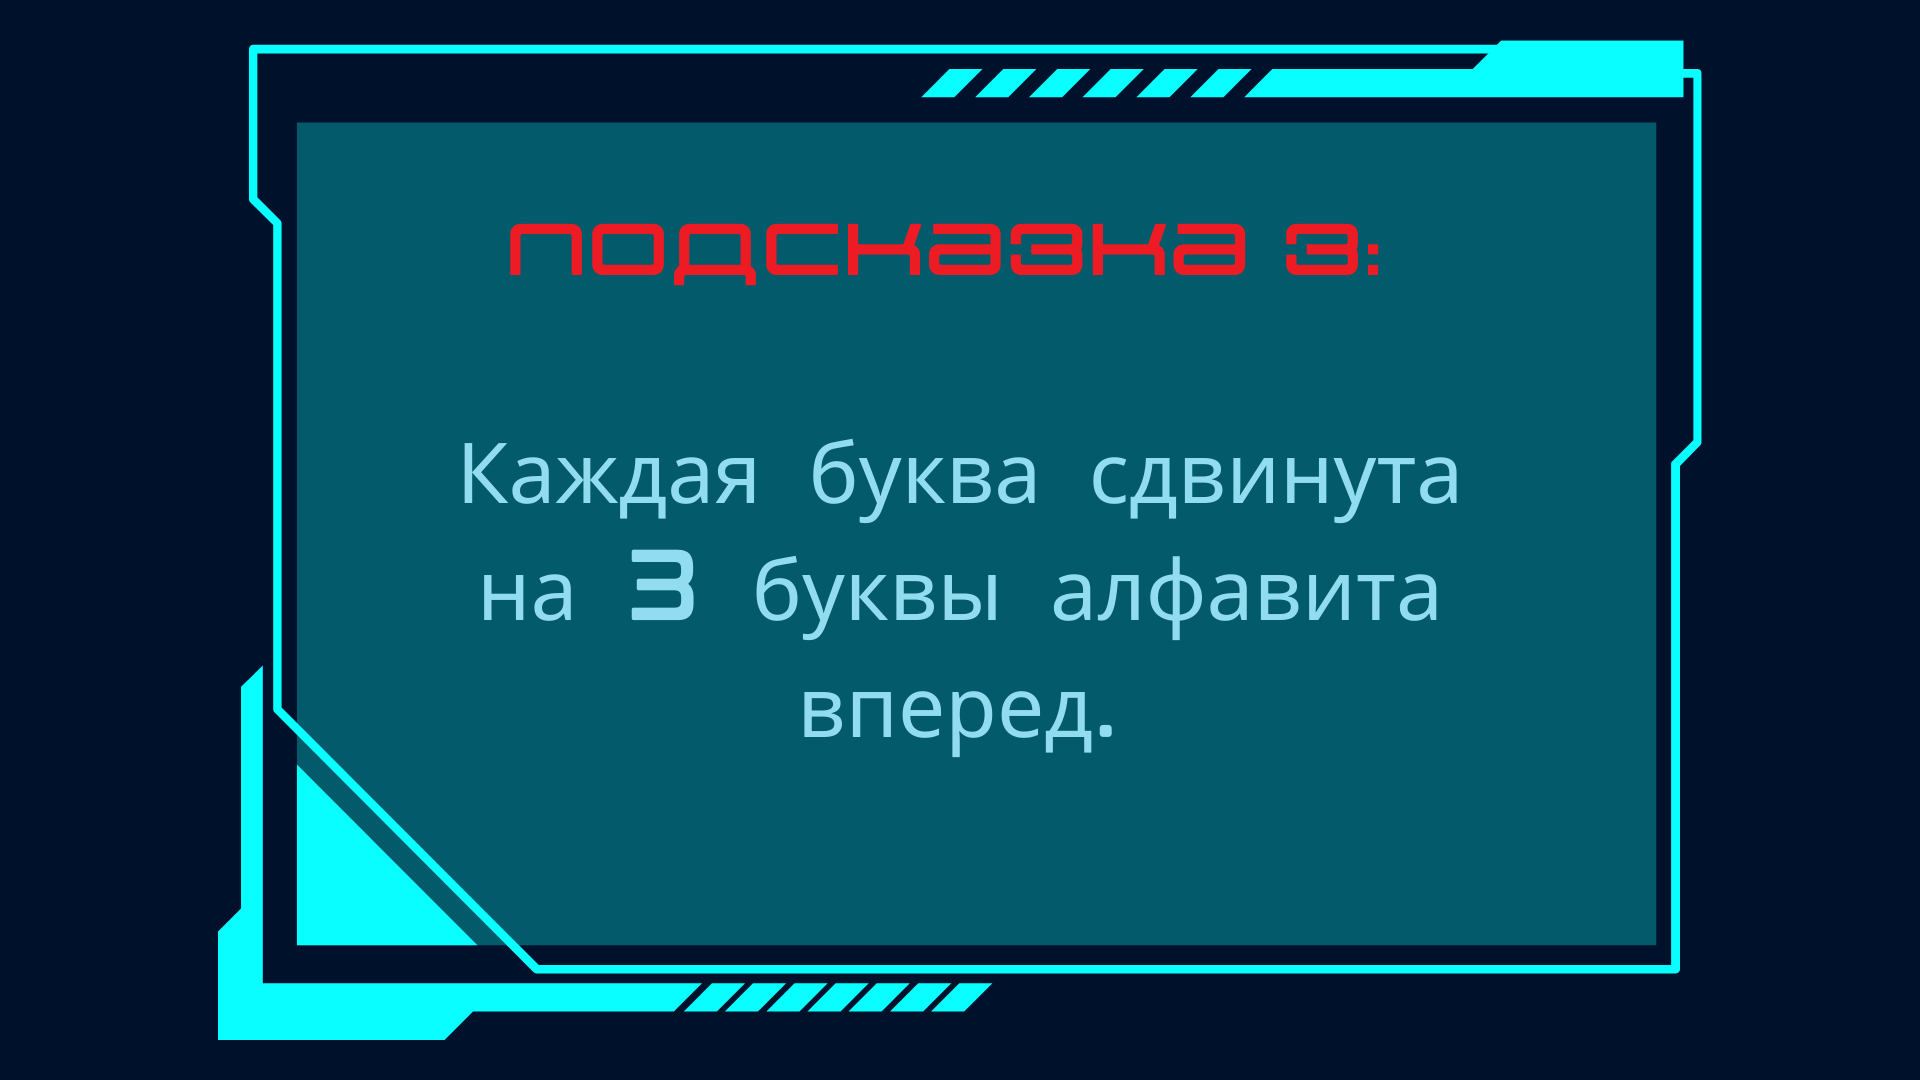 подсказка 3:
Каждая буква сдвинута
на 3 буквы алфавита
вперед.